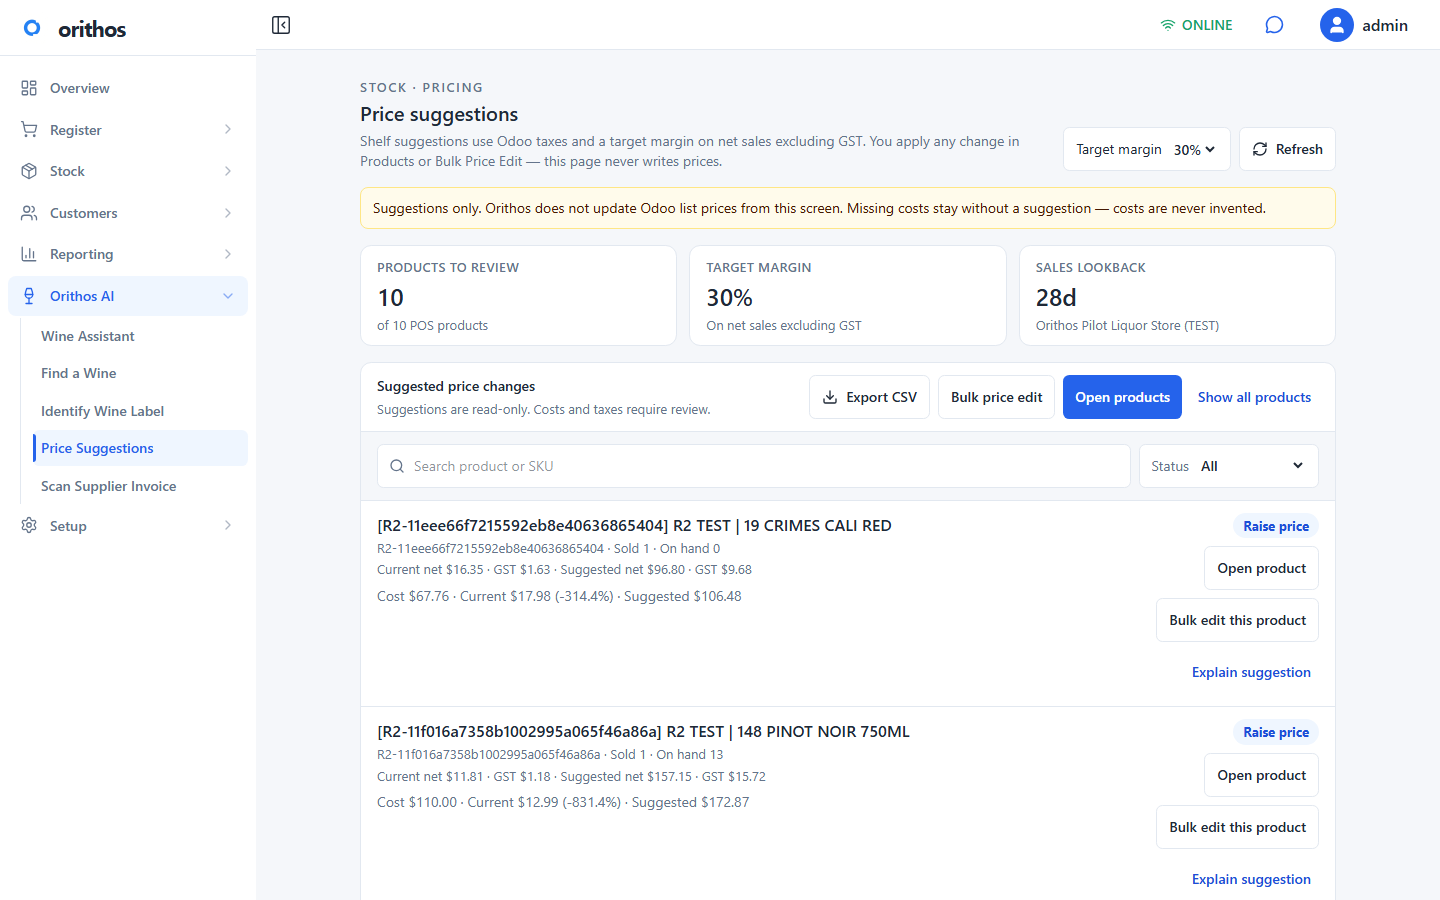 orithos
ONLINE
admin
Overview
Register
Stock
Customers
Reporting
Orithos AI
Wine Assistant
Find a Wine
Identify Wine Label
Price Suggestions
Scan Supplier Invoice
Setup
STOCK · PRICING
Price suggestions
Shelf suggestions use Odoo taxes and a target margin on net sales excluding GST. You apply any change in
Products or Bulk Price Edit — this page never writes prices.
Target margin 30%
Refresh
Suggestions only. Orithos does not update Odoo list prices from this screen. Missing costs stay without a suggestion — costs are never invented.
PRODUCTS TO REVIEW
10
of 10 POS products
TARGET MARGIN
30%
On net sales excluding GST
SALES LOOKBACK
28d
Orithos Pilot Liquor Store (TEST)
Suggested price changes
Suggestions are read-only. Costs and taxes require review.
Export CSV
Bulk price edit
Open products
Show all products
Search product or SKU
Status All
[R2-11eee66f7215592eb8e40636865404] R2 TEST | 19 CRIMES CALI RED
R2-11eee66f7215592eb8e40636865404 · Sold 1 · On hand 0
Current net $16.35 · GST $1.63 · Suggested net $96.80 · GST $9.68
Cost $67.76 · Current $17.98 (-314.4%) · Suggested $106.48
Raise price
Open product
Bulk edit this product
Explain suggestion
[R2-11f016a7358b1002995a065f46a86a] R2 TEST | 148 PINOT NOIR 750ML
R2-11f016a7358b1002995a065f46a86a · Sold 1 · On hand 13
Current net $11.81 · GST $1.18 · Suggested net $157.15 · GST $15.72
Cost $110.00 · Current $12.99 (-831.4%) · Suggested $172.87
Raise price
Open product
Bulk edit this product
Explain suggestion